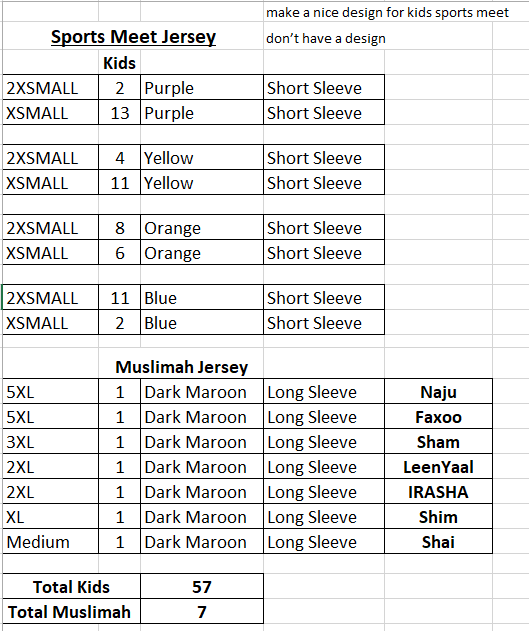 make a nice design for kids sports meet
Sports Meet Jersey don't have a design
Kids
2XSMALL 2 Purple Short Sleeve
XSMALL 13 Purple Short Sleeve
2XSMALL 4 Yellow Short Sleeve
XSMALL 11 Yellow Short Sleeve
2XSMALL 8 Orange Short Sleeve
XSMALL 6 Orange Short Sleeve
2XSMALL 11 Blue Short Sleeve
XSMALL 2 Blue Short Sleeve
Muslimah Jersey
5XL 1 Dark Maroon Long Sleeve Naju
5XL 1 Dark Maroon Long Sleeve Faxoo
3XL 1 Dark Maroon Long Sleeve Sham
2XL 1 Dark Maroon Long Sleeve LeenYaal
2XL 1 Dark Maroon Long Sleeve IRASHA
XL 1 Dark Maroon Long Sleeve Shim
Medium 1 Dark Maroon Long Sleeve Shai
Total Kids 57
Total Muslimah 7